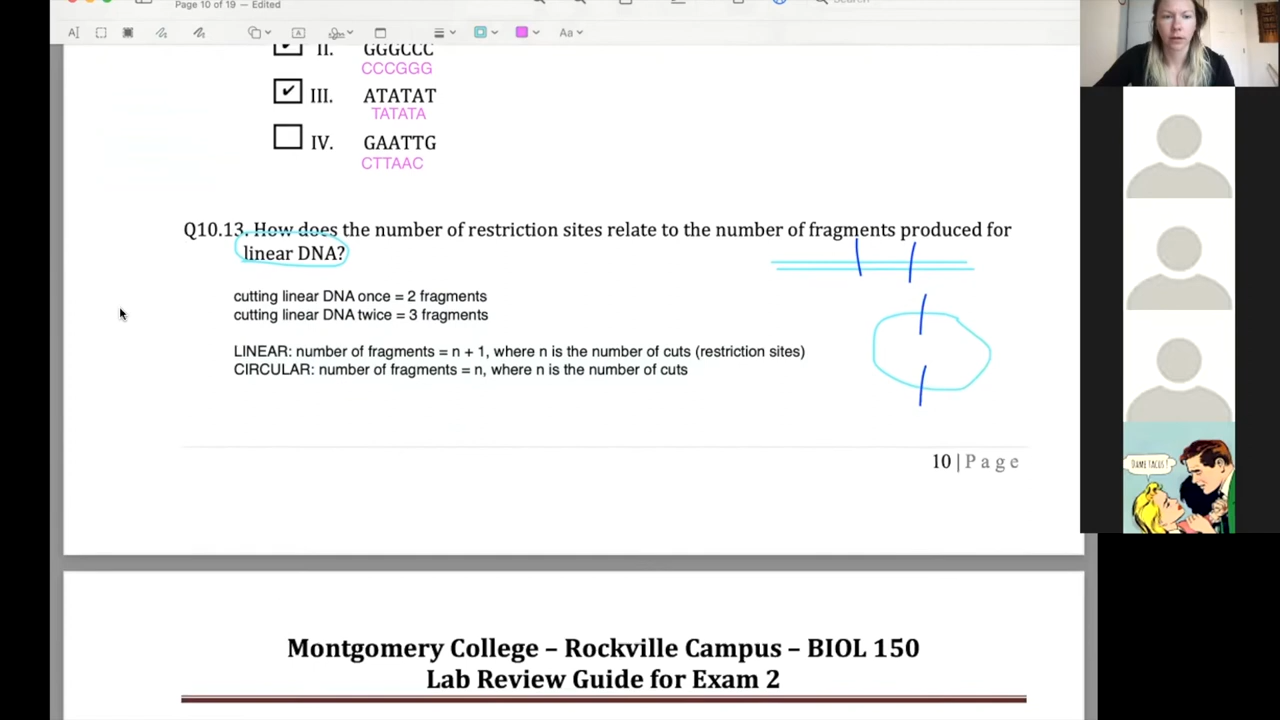 Page 10 of 19 — Edited
Search
Aa
II. GGGCCC
CCCGGG
III. ATATAT
TATATA
IV. GAATTG
CTTAAC
Q10.13. How does the number of restriction sites relate to the number of fragments produced for
linear DNA?
cutting linear DNA once = 2 fragments
cutting linear DNA twice = 3 fragments
LINEAR: number of fragments = n + 1, where n is the number of cuts (restriction sites)
CIRCULAR: number of fragments = n, where n is the number of cuts
10 | P a g e
DAME TACOS!
Montgomery College – Rockville Campus – BIOL 150
Lab Review Guide for Exam 2